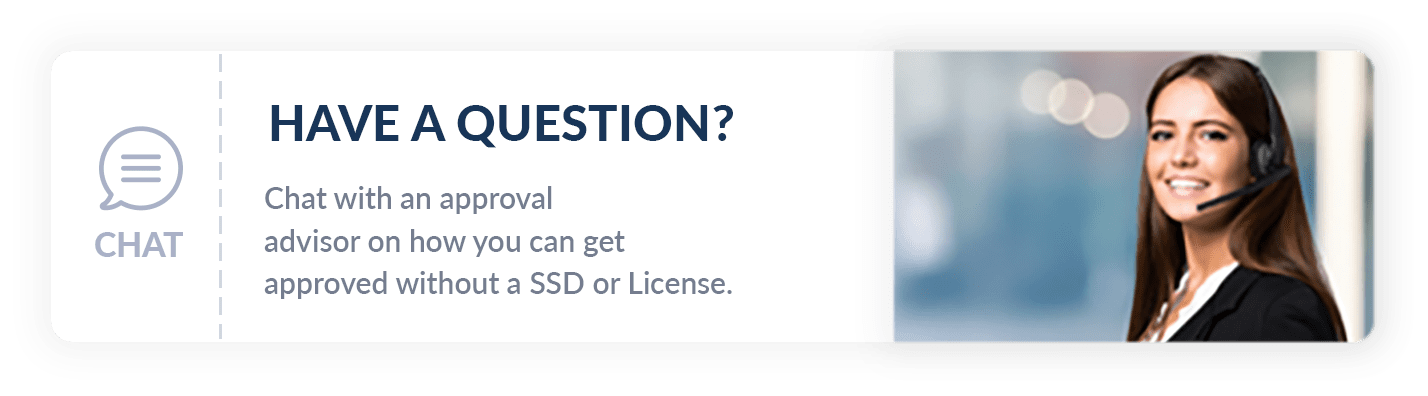 CHAT
HAVE A QUESTION?
Chat with an approval
advisor on how you can get
approved without a SSD or License.